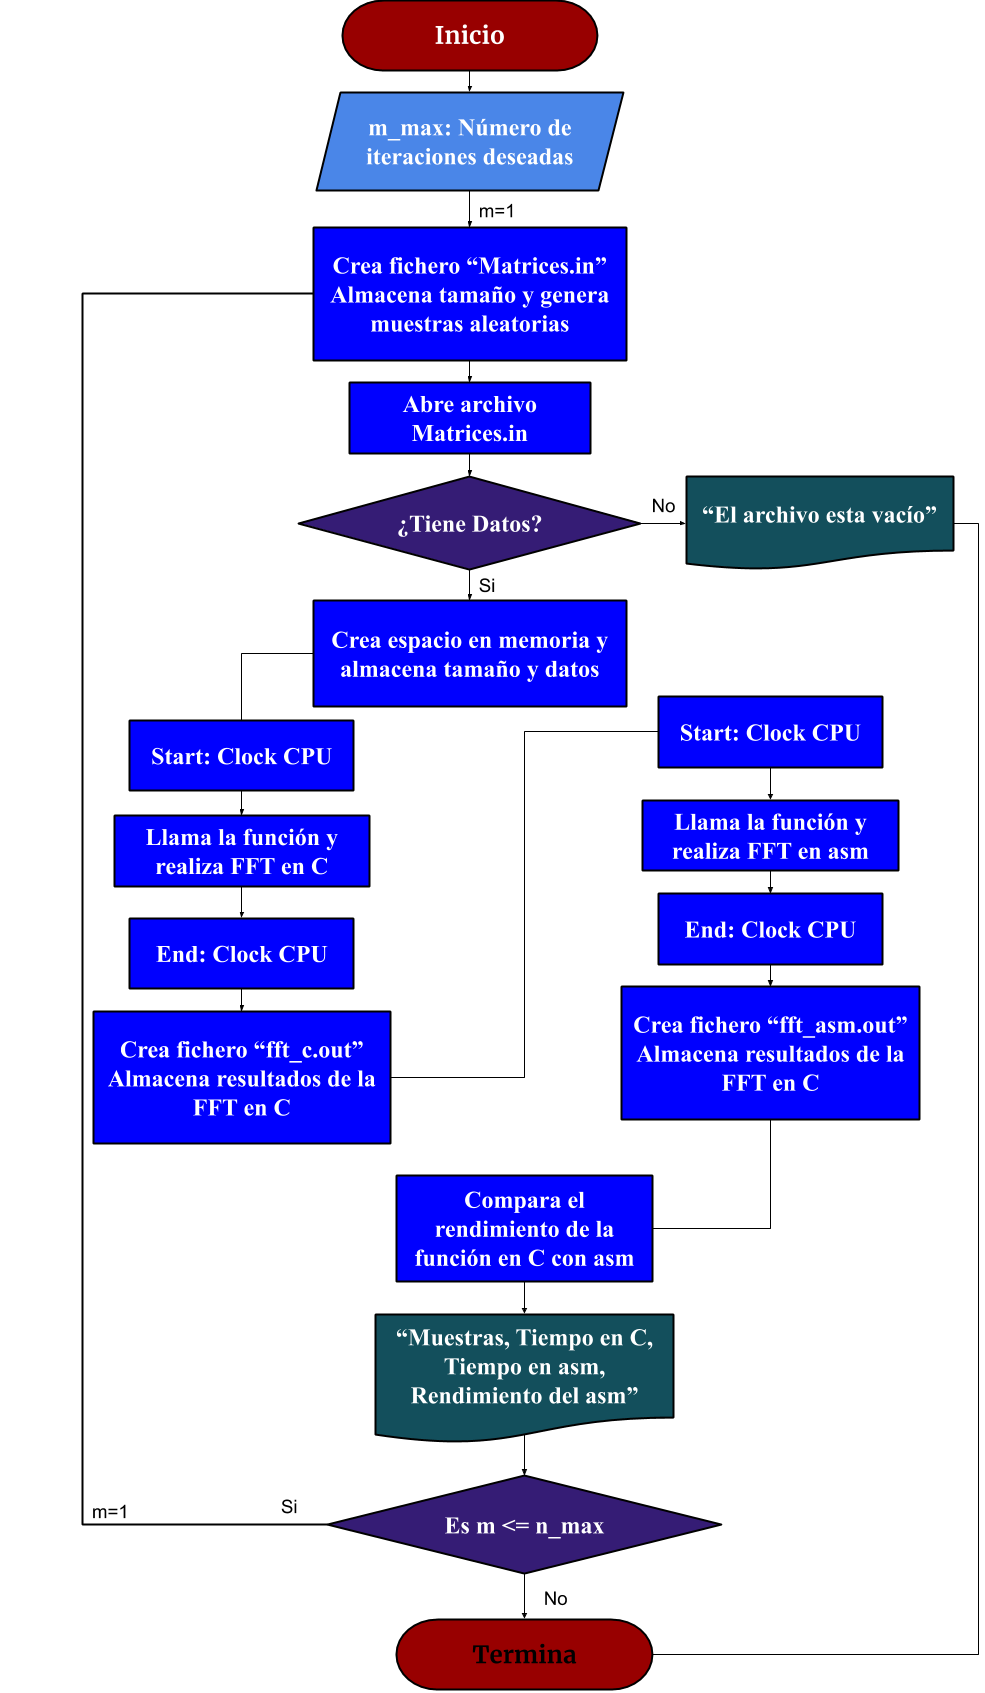 Inicio
m_max: Número de
iteraciones deseadas
m=1
Crea fichero “Matrices.in”
Almacena tamaño y genera
muestras aleatorias
Abre archivo
Matrices.in
¿Tiene Datos?
No
“El archivo esta vacío”
Si
Crea espacio en memoria y
almacena tamaño y datos
Start: Clock CPU
Llama la función y
realiza FFT en C
End: Clock CPU
Crea fichero “fft_c.out”
Almacena resultados de la
FFT en C
Start: Clock CPU
Llama la función y
realiza FFT en asm
End: Clock CPU
Crea fichero “fft_asm.out”
Almacena resultados de la
FFT en C
Compara el
rendimiento de la
función en C con asm
“Muestras, Tiempo en C,
Tiempo en asm,
Rendimiento del asm”
Es m <= n_max
Si
m=1
No
Termina